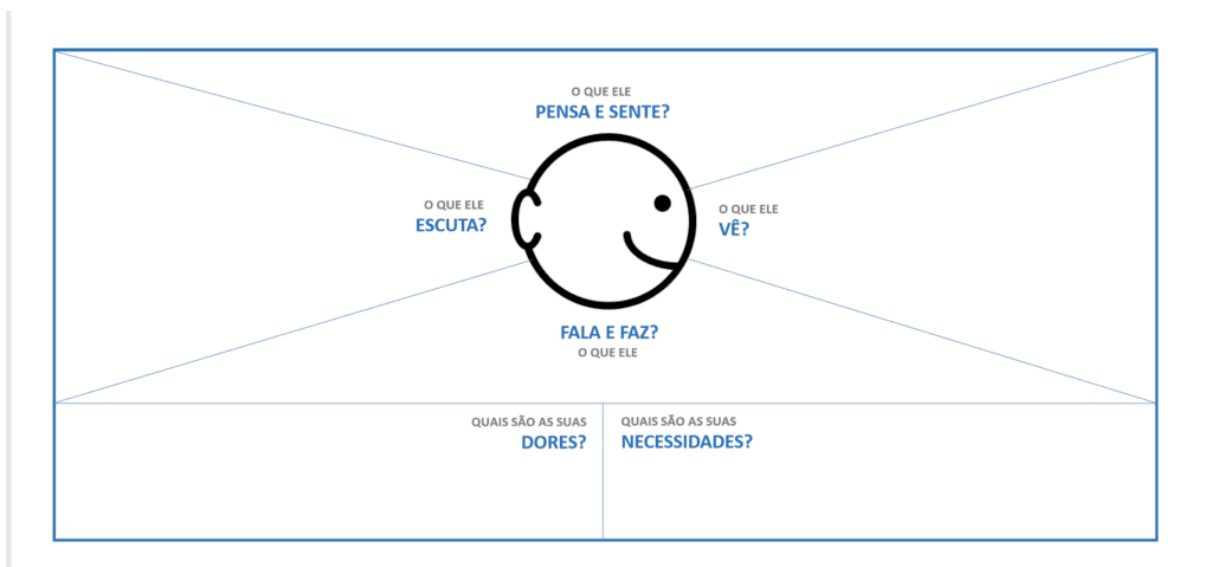 O QUE ELE
PENSA E SENTE?
O QUE ELE
ESCUTA?
O QUE ELE
VÊ?
FALA E FAZ?
O QUE ELE
QUAIS SÃO AS SUAS
DORES?
QUAIS SÃO AS SUAS
NECESSIDADES?